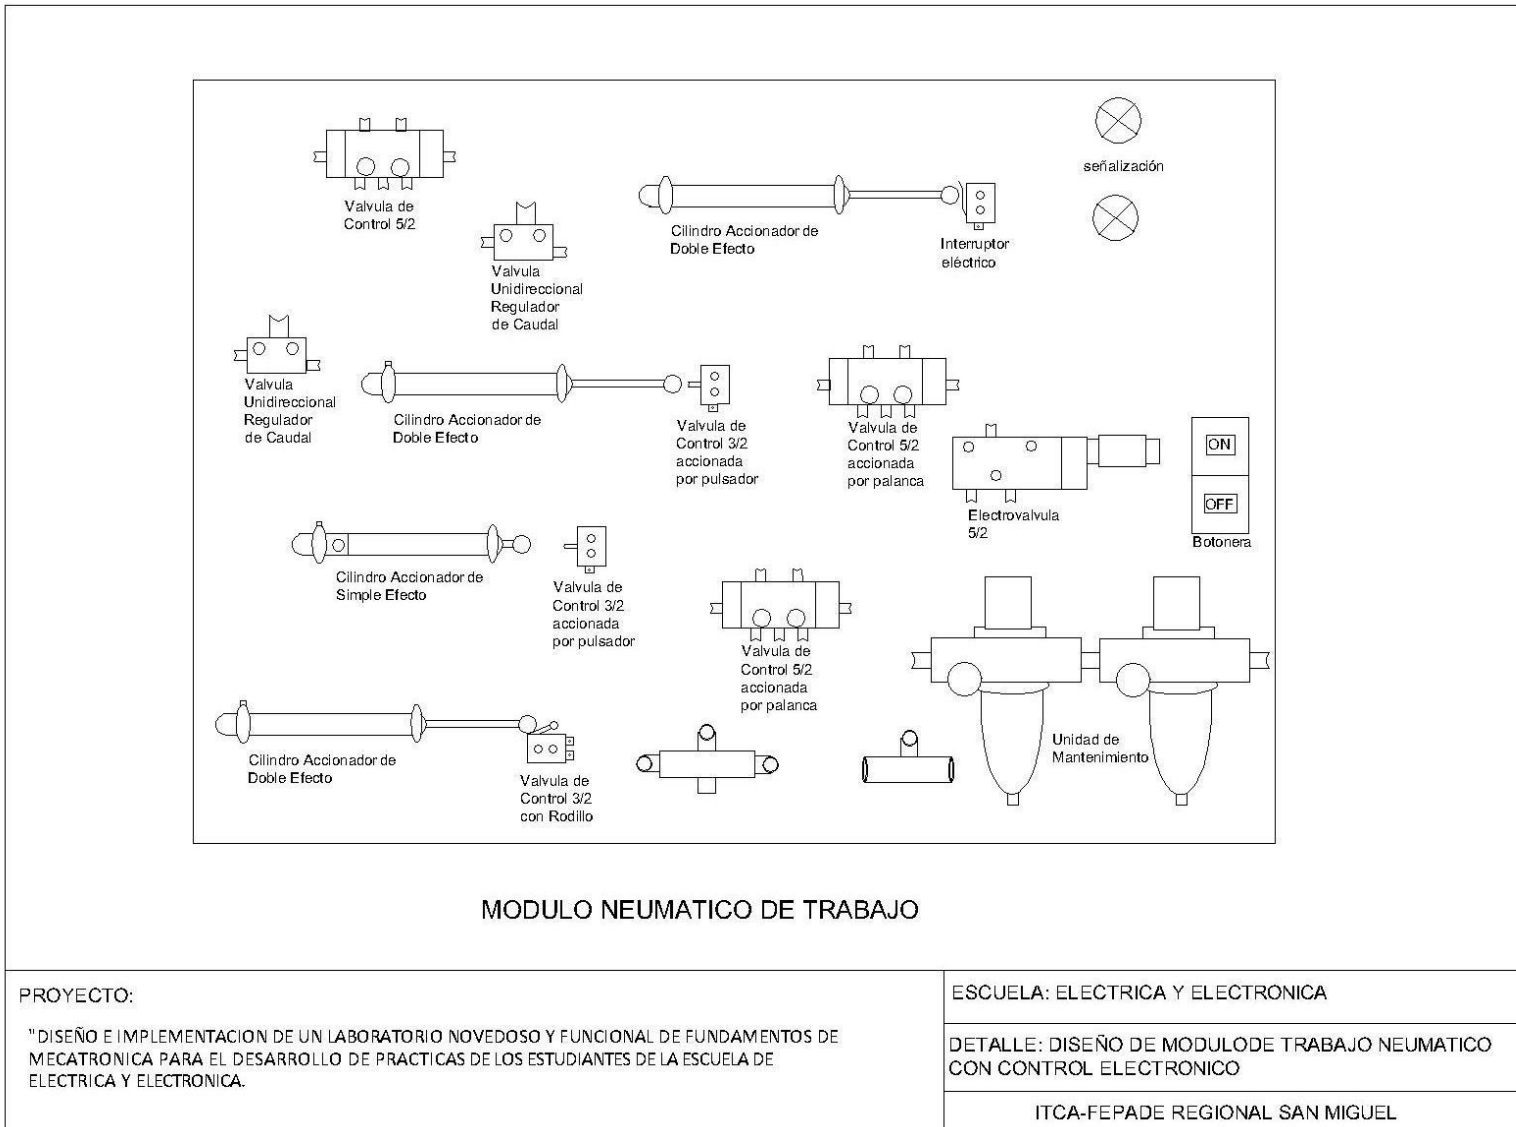 señalización
Valvula de
Control 5/2
Cilindro Accionador de
Doble Efecto
Interruptor
eléctrico
Valvula
Unidireccional
Regulador
de Caudal
Valvula
Unidireccional
Regulador
de Caudal
Cilindro Accionador de
Doble Efecto
Valvula de
Control 3/2
accionada
por pulsador
Valvula de
Control 5/2
accionada
por palanca
ON
OFF
Botonera
Electrovalvula
5/2
Cilindro Accionador de
Simple Efecto
Valvula de
Control 3/2
accionada
por pulsador
Valvula de
Control 5/2
accionada
por palanca
Unidad de
Mantenimiento
Cilindro Accionador de
Doble Efecto
Valvula de
Control 3/2
con Rodillo
MODULO NEUMATICO DE TRABAJO
PROYECTO:
"DISEÑO E IMPLEMENTACION DE UN LABORATORIO NOVEDOSO Y FUNCIONAL DE FUNDAMENTOS DE
MECATRONICA PARA EL DESARROLLO DE PRACTICAS DE LOS ESTUDIANTES DE LA ESCUELA DE
ELECTRICA Y ELECTRONICA.
ESCUELA: ELECTRICA Y ELECTRONICA
DETALLE: DISEÑO DE MODULODE TRABAJO NEUMATICO
CON CONTROL ELECTRONICO
ITCA-FEPADE REGIONAL SAN MIGUEL